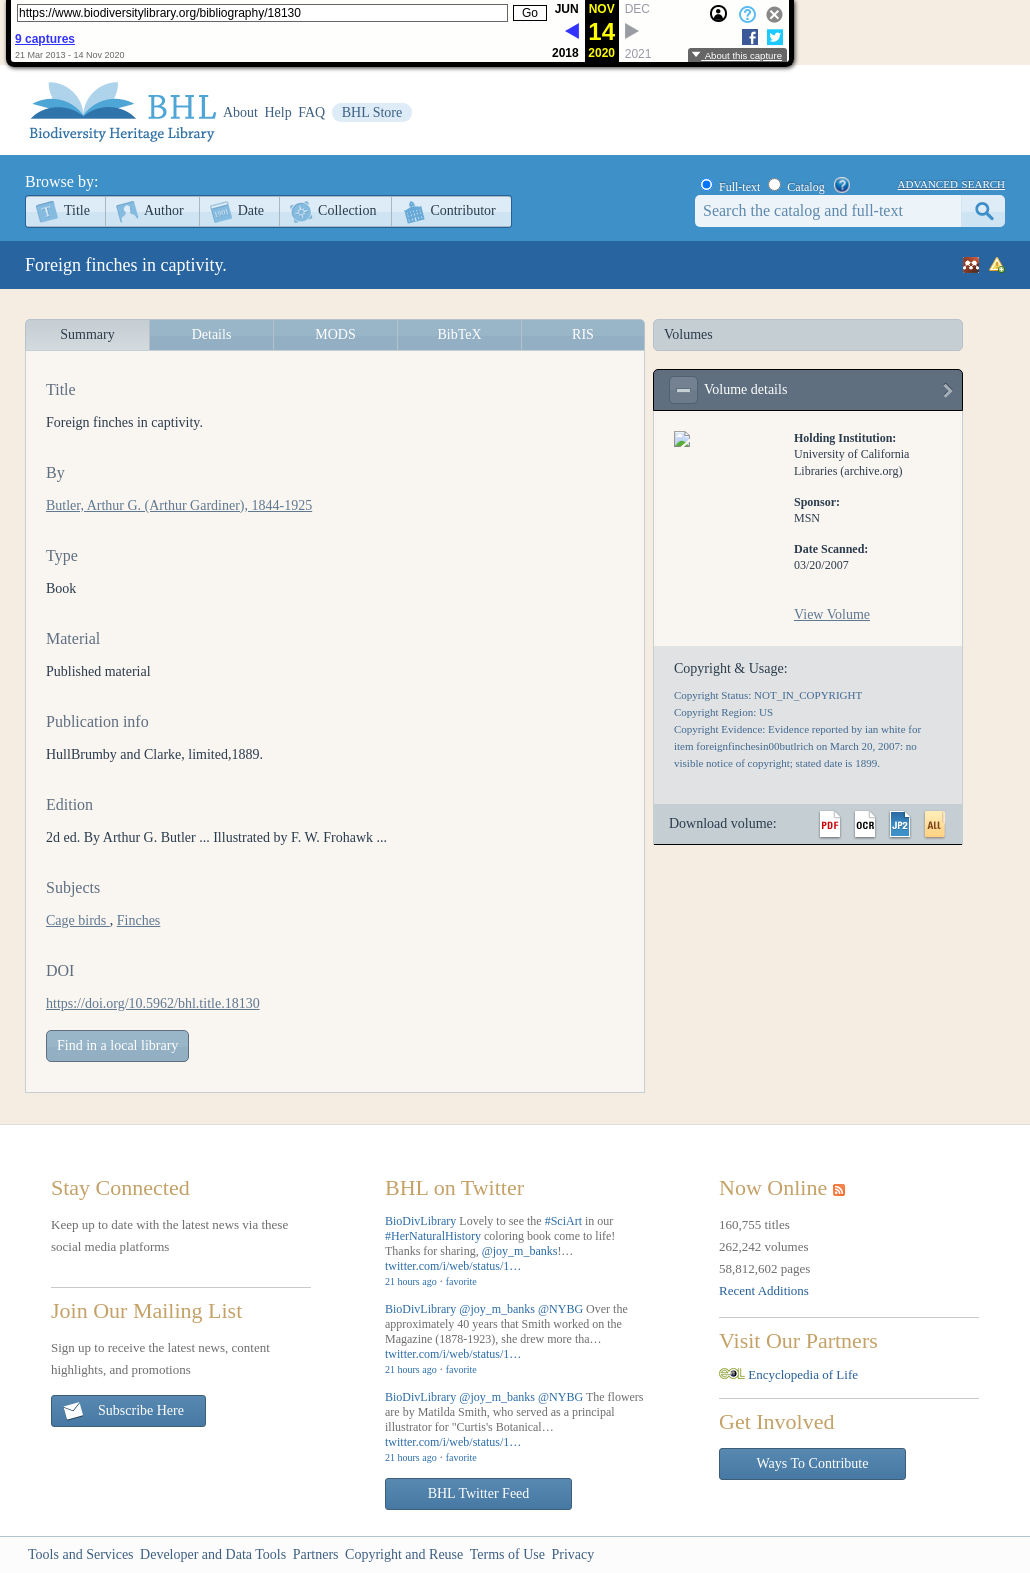 https://www.biodiversitylibrary.org/bibliography/18130
Go
JUN
NOV
DEC
9 captures
14
21 Mar 2013 - 14 Nov 2020
2018
2020
2021
About this capture
BHL
Biodiversity Heritage Library
About Help FAQ BHL Store
Browse by:
Title
Author
Date
Collection
Contributor
Full-text
Catalog
ADVANCED SEARCH
Search the catalog and full-text
Foreign finches in captivity.
Summary
Details
MODS
BibTeX
RIS
Title
Foreign finches in captivity.
By
Butler, Arthur G. (Arthur Gardiner), 1844-1925
Type
Book
Material
Published material
Publication info
HullBrumby and Clarke, limited,1889.
Edition
2d ed. By Arthur G. Butler ... Illustrated by F. W. Frohawk ...
Subjects
Cage birds , Finches
DOI
https://doi.org/10.5962/bhl.title.18130
Find in a local library
Volumes
Volume details
Holding Institution:
University of California
Libraries (archive.org)
Sponsor:
MSN
Date Scanned:
03/20/2007
View Volume
Copyright & Usage:
Copyright Status: NOT_IN_COPYRIGHT
Copyright Region: US
Copyright Evidence: Evidence reported by ian white for
item foreignfinchesin00butlrich on March 20, 2007: no
visible notice of copyright; stated date is 1899.
Download volume:
PDF
OCR
JP2
ALL
Stay Connected
Keep up to date with the latest news via these
social media platforms
Join Our Mailing List
Sign up to receive the latest news, content
highlights, and promotions
Subscribe Here
BHL on Twitter
BioDivLibrary Lovely to see the #SciArt in our
#HerNaturalHistory coloring book come to life!
Thanks for sharing, @joy_m_banks!…
twitter.com/i/web/status/1…
21 hours ago · favorite
BioDivLibrary @joy_m_banks @NYBG Over the
approximately 40 years that Smith worked on the
Magazine (1878-1923), she drew more tha…
twitter.com/i/web/status/1…
21 hours ago · favorite
BioDivLibrary @joy_m_banks @NYBG The flowers
are by Matilda Smith, who served as a principal
illustrator for "Curtis's Botanical…
twitter.com/i/web/status/1…
21 hours ago · favorite
BHL Twitter Feed
Now Online
160,755 titles
262,242 volumes
58,812,602 pages
Recent Additions
Visit Our Partners
Encyclopedia of Life
Get Involved
Ways To Contribute
Tools and Services Developer and Data Tools Partners Copyright and Reuse Terms of Use Privacy